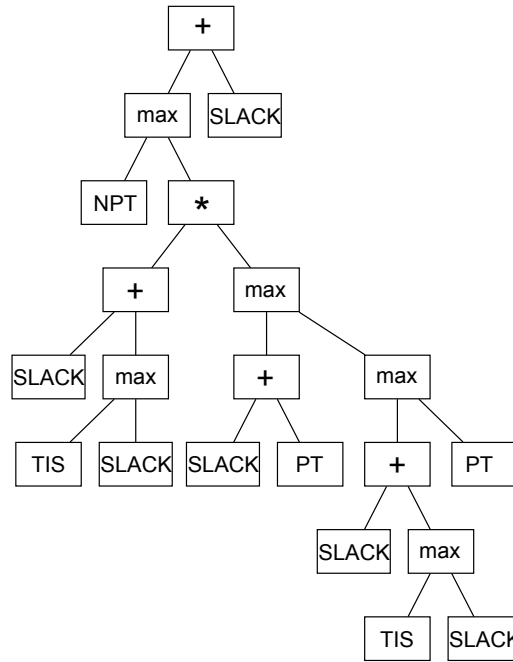 +
max SLACK
NPT *
+ max
SLACK max + max
TIS SLACK SLACK PT + PT
SLACK max
TIS SLACK